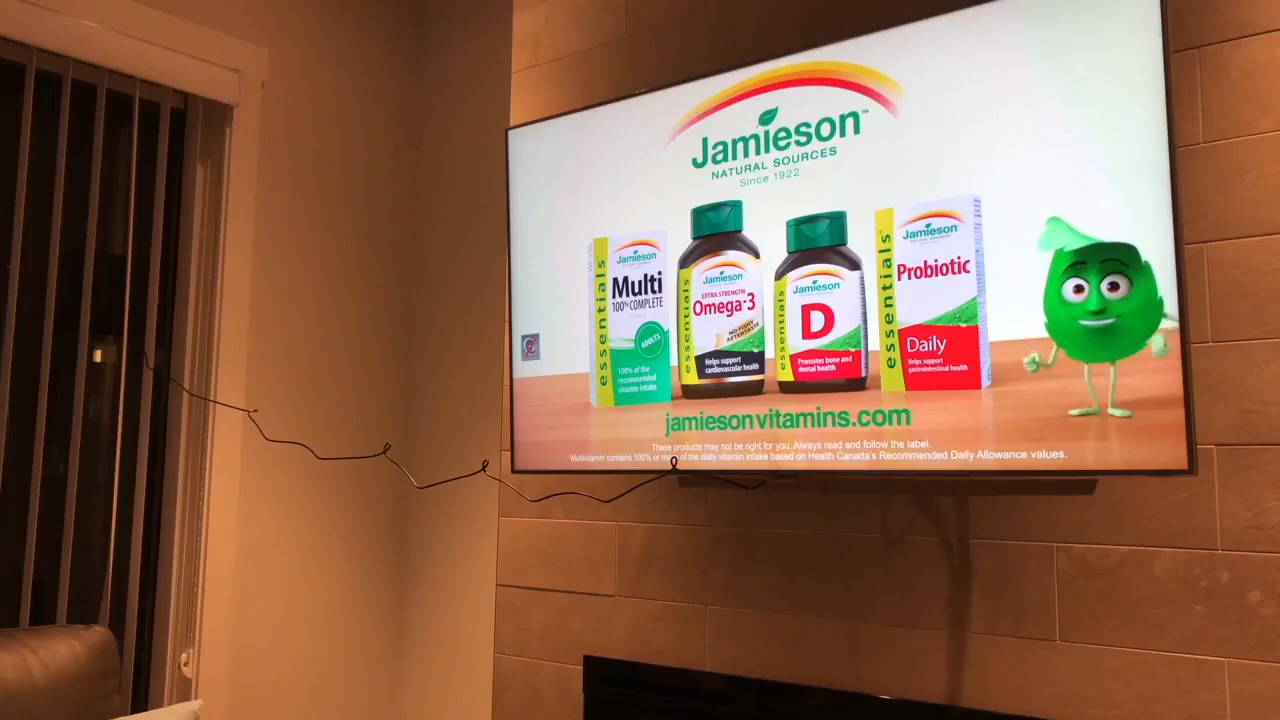 Jamieson™
NATURAL SOURCES
Since 1922
essentials
Jamieson
Multi
100% COMPLETE
ADULTS
100% of the
recommended
vitamin intake
essentials
Jamieson
EXTRA STRENGTH
Omega-3
NO FISHY
AFTERTASTE
Helps support
cardiovascular health
essentials
Jamieson
D
Promotes bone and
dental health
essentials™
Jamieson
Probiotic
Daily
Helps support
gastrointestinal health
jamiesonvitamins.com
These products may not be right for you. Always read and follow the label.
Multivitamin contains 100% or more of the daily vitamin intake based on Health Canada's Recommended Daily Allowance values.